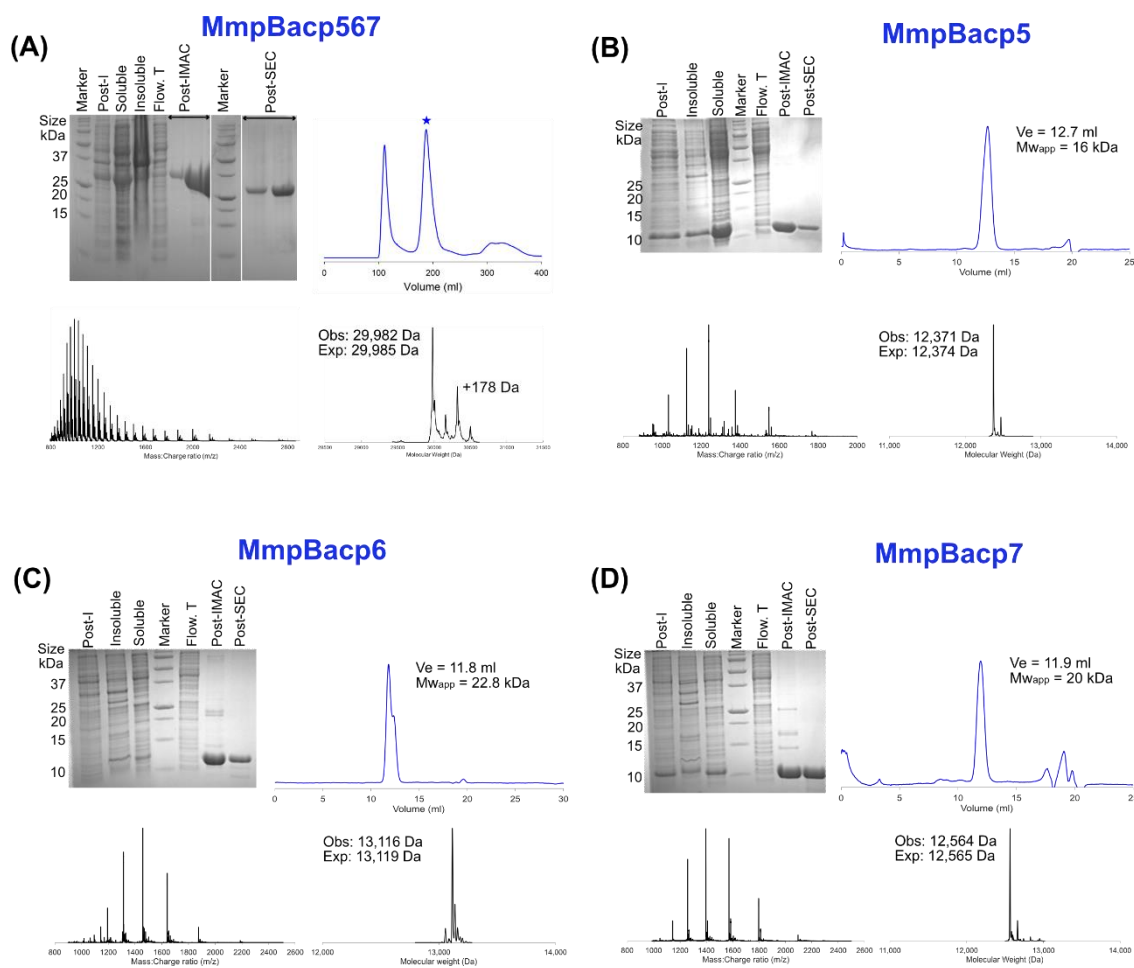 MmpBacp567
(A)
Marker
Post-I
Soluble
Insoluble
Flow. T
Post-IMAC
Marker
Post-SEC
Size
kDa
37
25
20
15
0 100 200 300 400
Volume (ml)
800 1200 1600 2000 2400 2800
Mass:Charge ratio (m/z)
Obs: 29,982 Da
Exp: 29,985 Da
+178 Da
Molecular Weight (Da)
MmpBacp5
(B)
Post-I
Insoluble
Soluble
Marker
Flow. T
Post-IMAC
Post-SEC
Size
kDa
37
25
20
15
10
Ve = 12.7 ml
Mwapp = 16 kDa
0 5 10 15 20 25
Volume (ml)
800 1000 1200 1400 1600 1800 2000
Mass:Charge ratio (m/z)
Obs: 12,371 Da
Exp: 12,374 Da
11,000 12,000 13,000 14,000
Molecular Weight (Da)
MmpBacp6
(C)
Post-I
Insoluble
Soluble
Marker
Flow. T
Post-IMAC
Post-SEC
Size
kDa
37
25
20
15
10
Ve = 11.8 ml
Mwapp = 22.8 kDa
0 5 10 15 20 25 30
Volume (ml)
800 1000 1200 1400 1600 1800 2000 2200 2400 2600
Mass:Charge ratio (m/z)
Obs: 13,116 Da
Exp: 13,119 Da
12,000 13,000 14,000
Molecular weight (Da)
MmpBacp7
(D)
Post-I
Insoluble
Soluble
Marker
Flow. T
Post-IMAC
Post-SEC
Size
kDa
37
25
20
15
10
Ve = 11.9 ml
Mwapp = 20 kDa
0 5 10 15 20
Volume (ml)
Mass:Charge ratio (m/z)
Obs: 12,564 Da
Exp: 12,565 Da
11,000 12,000 13,000 14,000
Molecular Weight (Da)